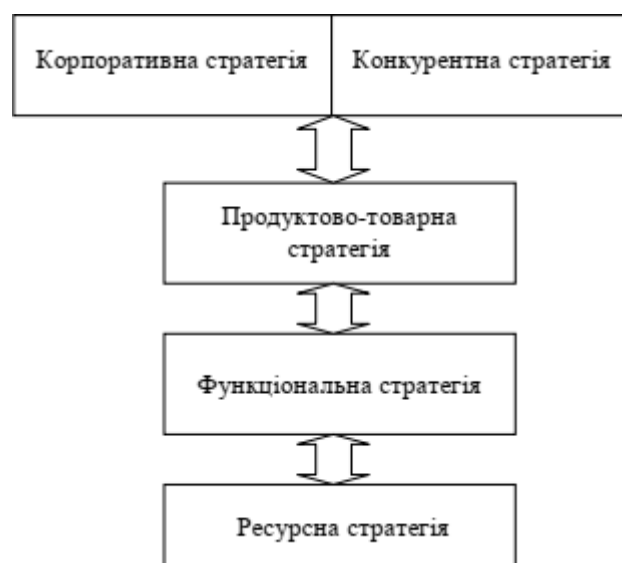 Корпоративна стратегія
Конкурентна стратегія
Продуктово-товарна
стратегія
Функціональна стратегія
Ресурсна стратегія